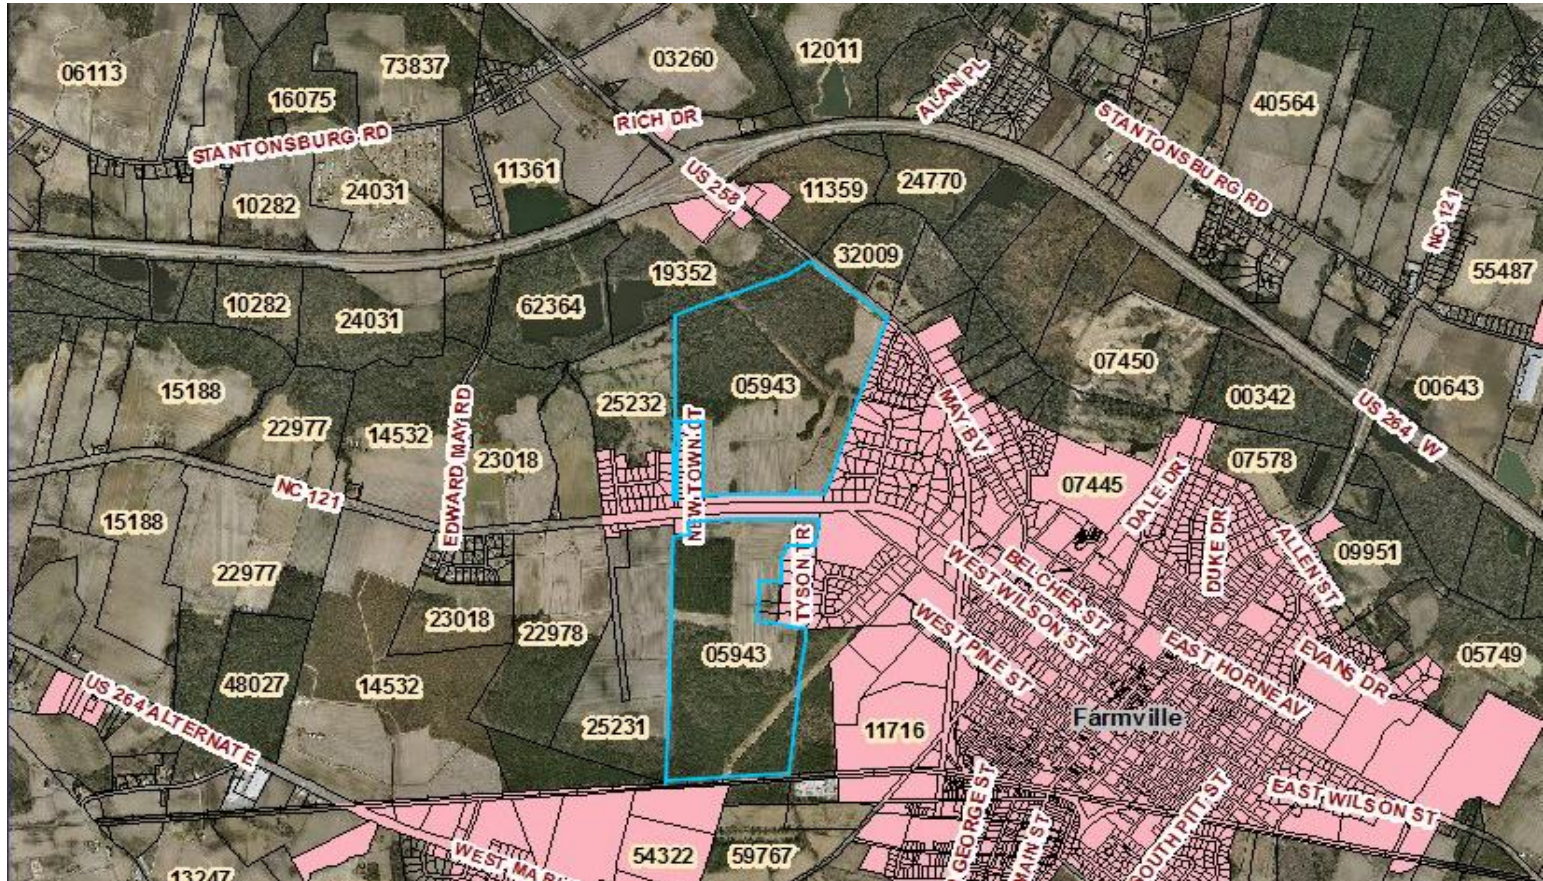 12011
03260
73837
06113
ALAN PL
16075
40564
RICH DR
STANTONSBURG RD
STANTONSBURG RD
11361
US 258
11359
24770
24031
10282
NC 121
32009
19352
55487
10282
62364
24031
07450
05943
15188
00643
00342
25232
MAY BV
US 264 W
22977
14532
EDWARD MAY RD
NEWTOWN CT
23018
07578
07445
DALE DR
NC 121
15188
DUKE DR
ALLEN ST
09951
TYSON TR
BELCHER ST
WEST WILSON ST
22977
23018
22978
WEST PINE ST
05943
EAST HORNE AV
EVANS DR
05749
48027
14532
US 264 ALTERNATE
25231
11716
Farmville
GEORGE ST
SOUTH PITT ST
EAST WILSON ST
MAIN ST
54322
59767
13247